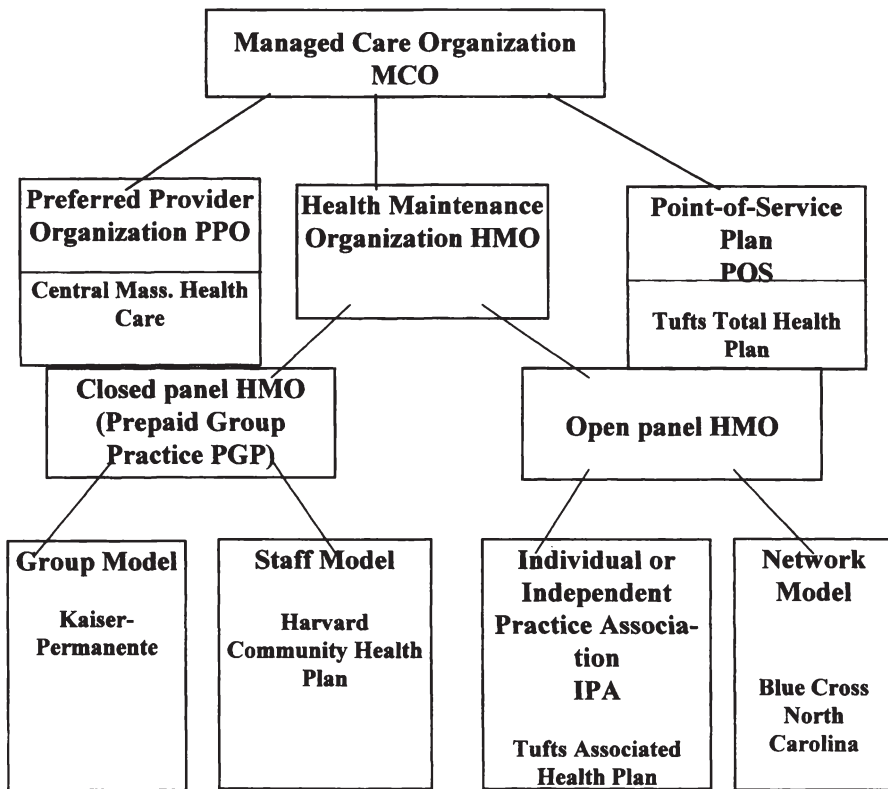 Managed Care Organization
MCO
Preferred Provider
Organization PPO
Central Mass. Health
Care
Health Maintenance
Organization HMO
Point-of-Service
Plan
POS
Tufts Total Health
Plan
Closed panel HMO
(Prepaid Group
Practice PGP)
Open panel HMO
Group Model
Kaiser-
Permanente
Staff Model
Harvard
Community Health
Plan
Individual or
Independent
Practice Associa-
tion
IPA
Tufts Associated
Health Plan
Network
Model
Blue Cross
North
Carolina